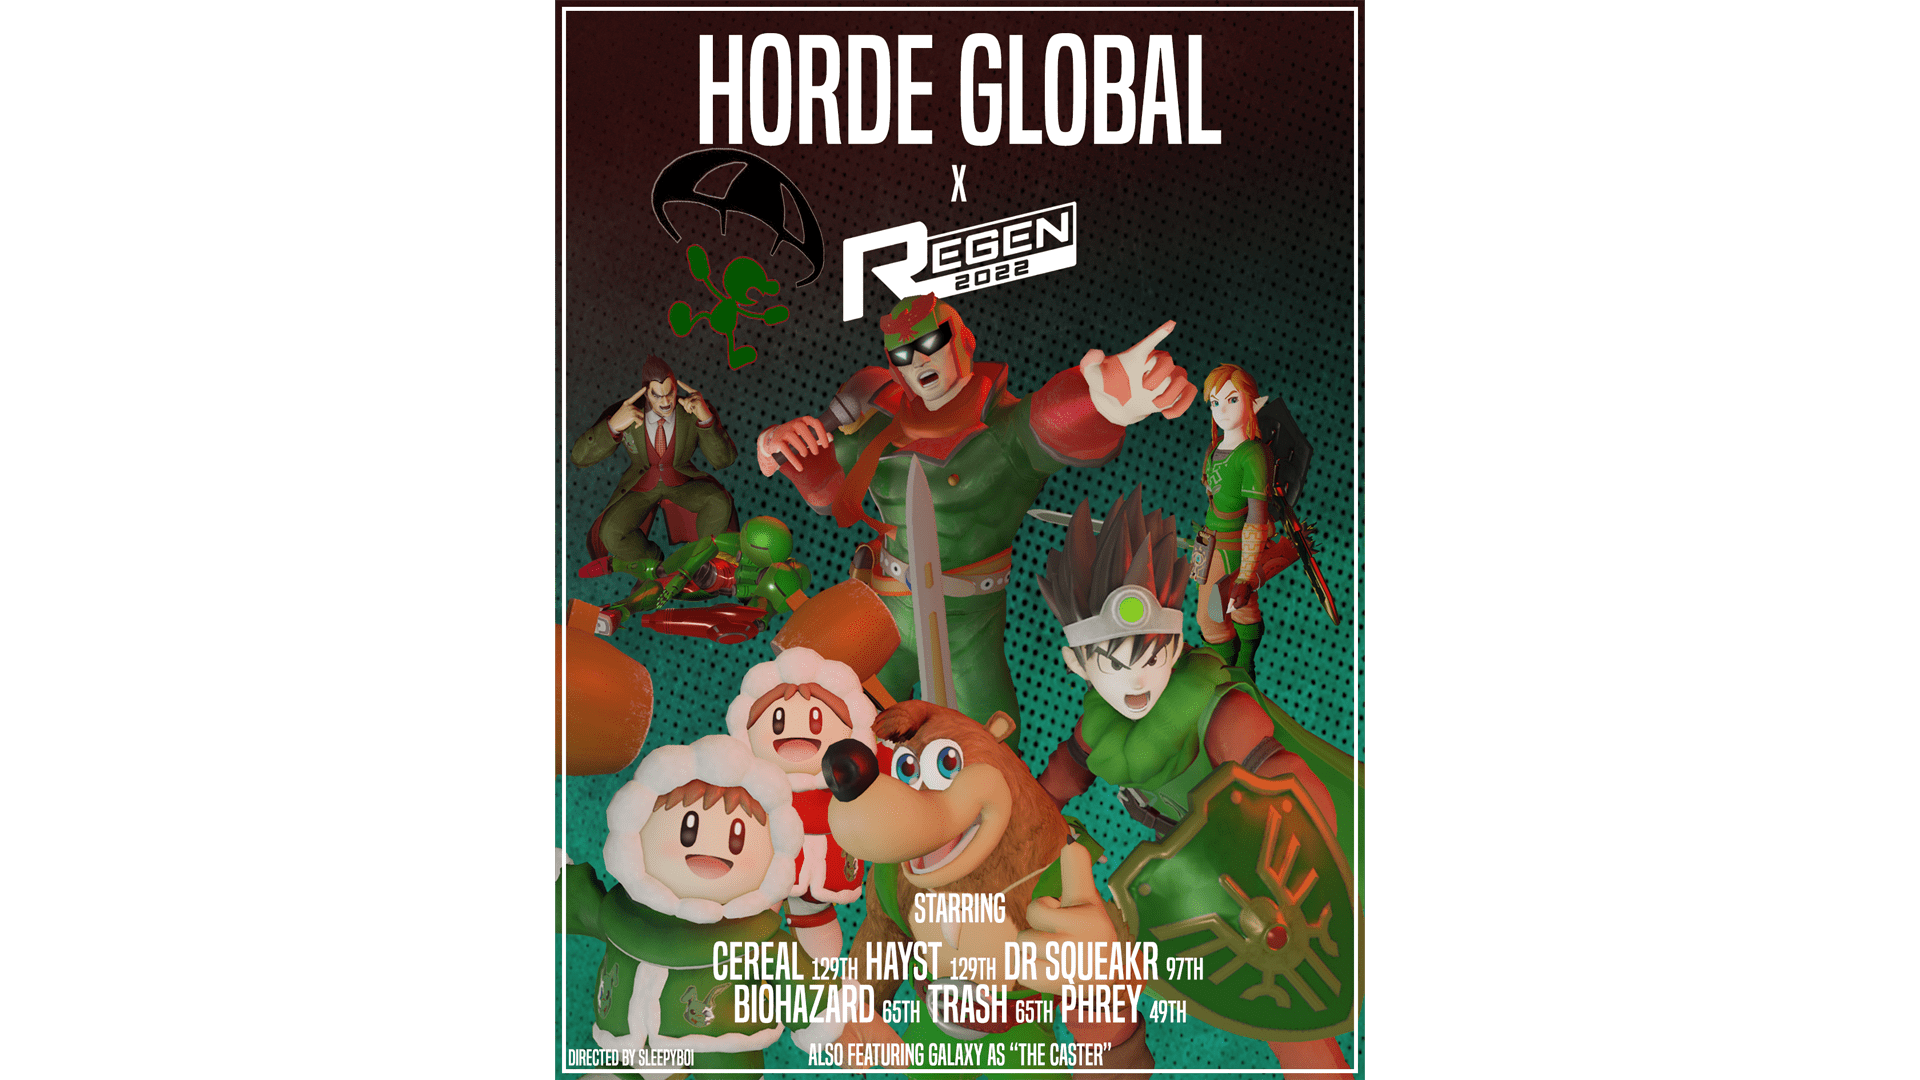 HORDE GLOBAL
X
REGEN
2022
STARRING
CEREAL 129TH HAYST 129TH DR SQUEAKR 97TH
BIOHAZARD 65TH TRASH 65TH PHREY 49TH
DIRECTED BY SLEEPYBOI
ALSO FEATURING GALAXY AS “THE CASTER”